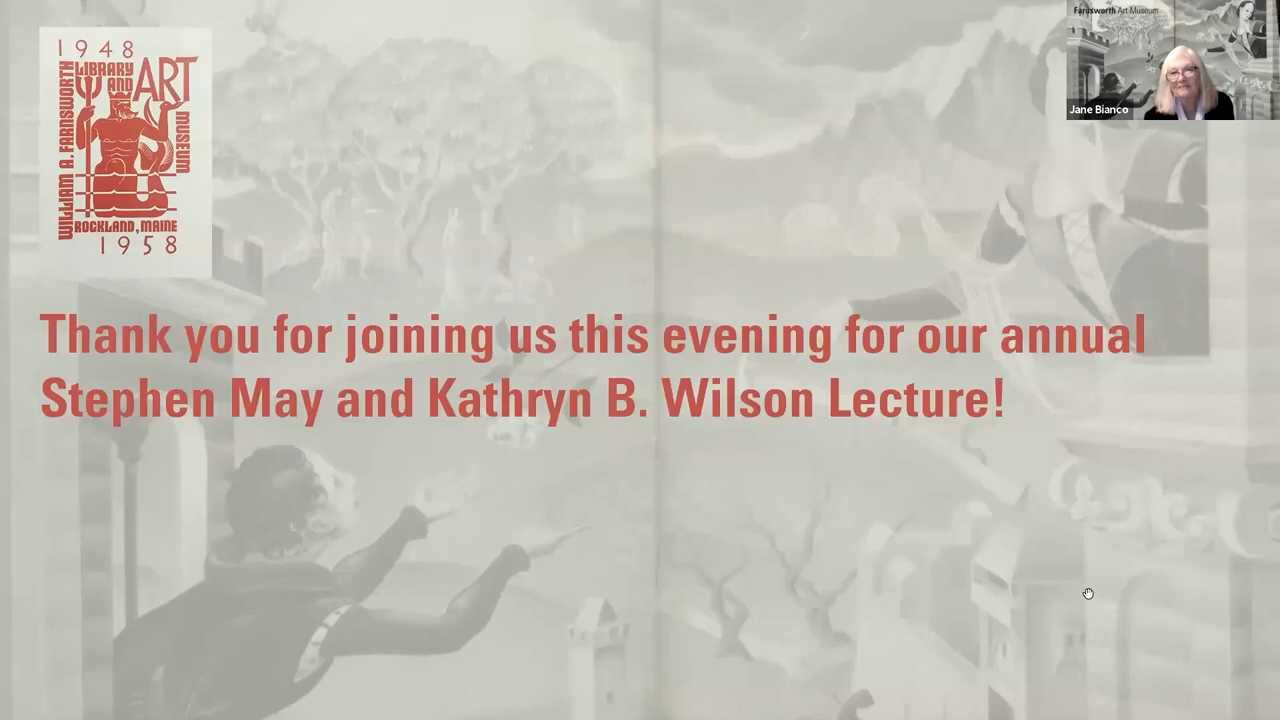 1948
LIBRARY
AND ART
WILLIAM A. FARNSWORTH
MUSEUM
ROCKLAND, MAINE
1958
Farnsworth Art Museum
Jane Bianco
Thank you for joining us this evening for our annual
Stephen May and Kathryn B. Wilson Lecture!